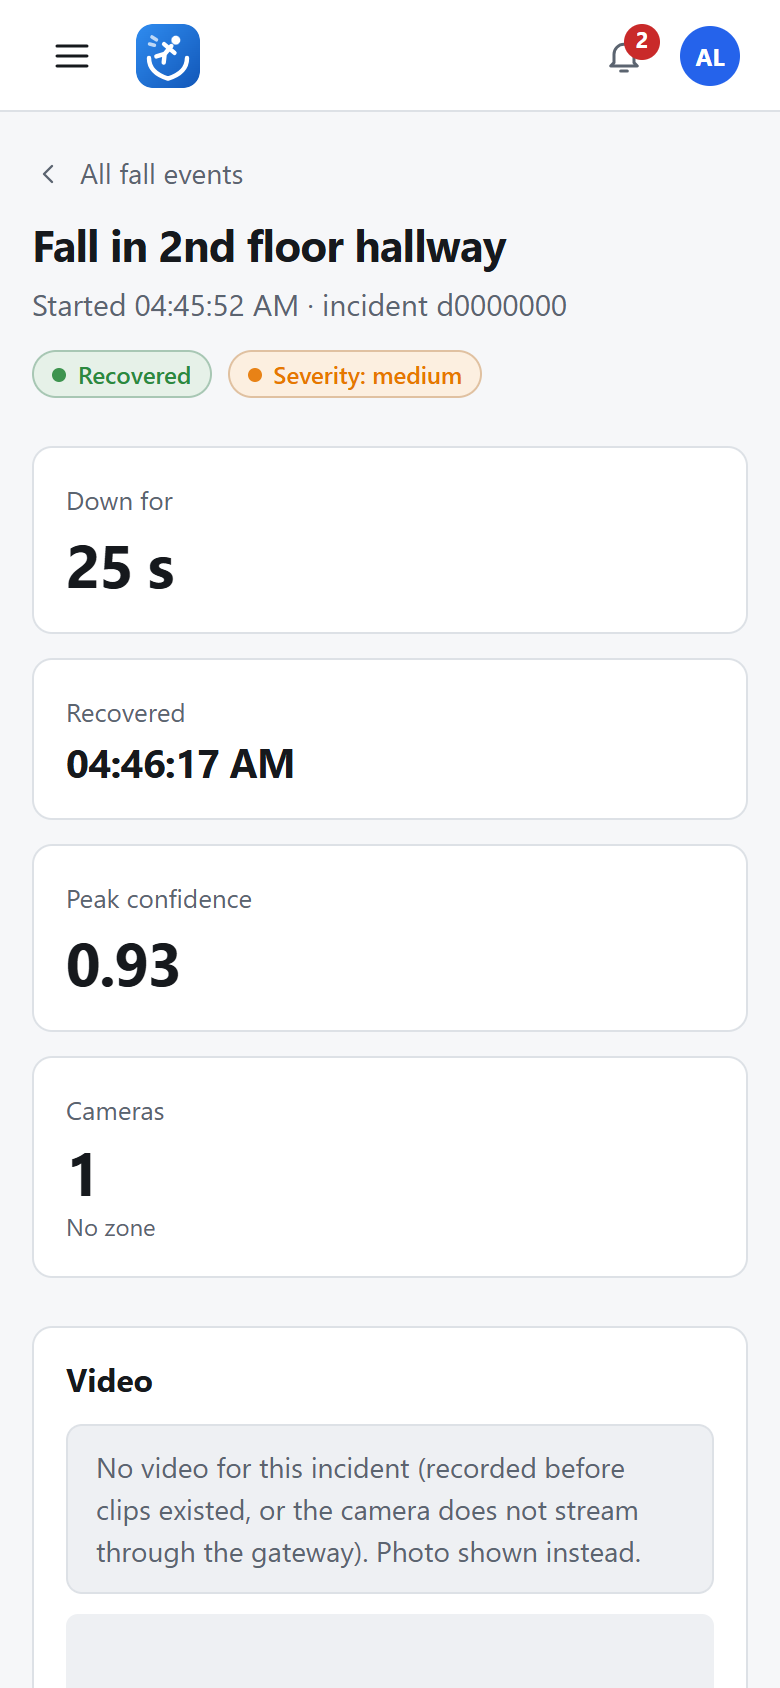 2
AL
All fall events
Fall in 2nd floor hallway
Started 04:45:52 AM · incident d0000000
Recovered
Severity: medium
Down for
25 s
Recovered
04:46:17 AM
Peak confidence
0.93
Cameras
1
No zone
Video
No video for this incident (recorded before
clips existed, or the camera does not stream
through the gateway). Photo shown instead.